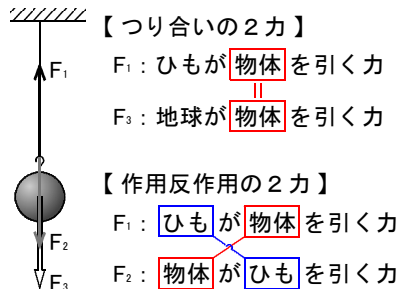 【つり合いの２力】
F₁：ひもが物体を引く力
F₃：地球が物体を引く力
【作用反作用の２力】
F₁：ひもが物体を引く力
F₂：物体がひもを引く力
F₁
F₂
F₃